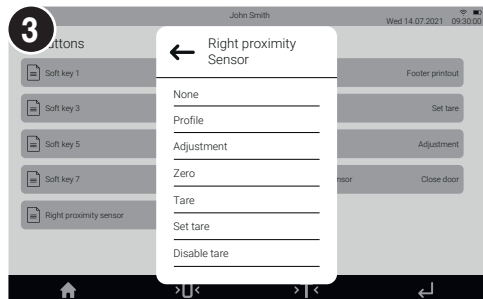 3
John Smith
Wed 14.07.2021 09:30:00
uttons
Soft key 1
Footer printout
Soft key 3
Set tare
Soft key 5
Adjustment
Soft key 7
nsor
Close door
Right proximity sensor
Right proximity
Sensor
None
Profile
Adjustment
Zero
Tare
Set tare
Disable tare